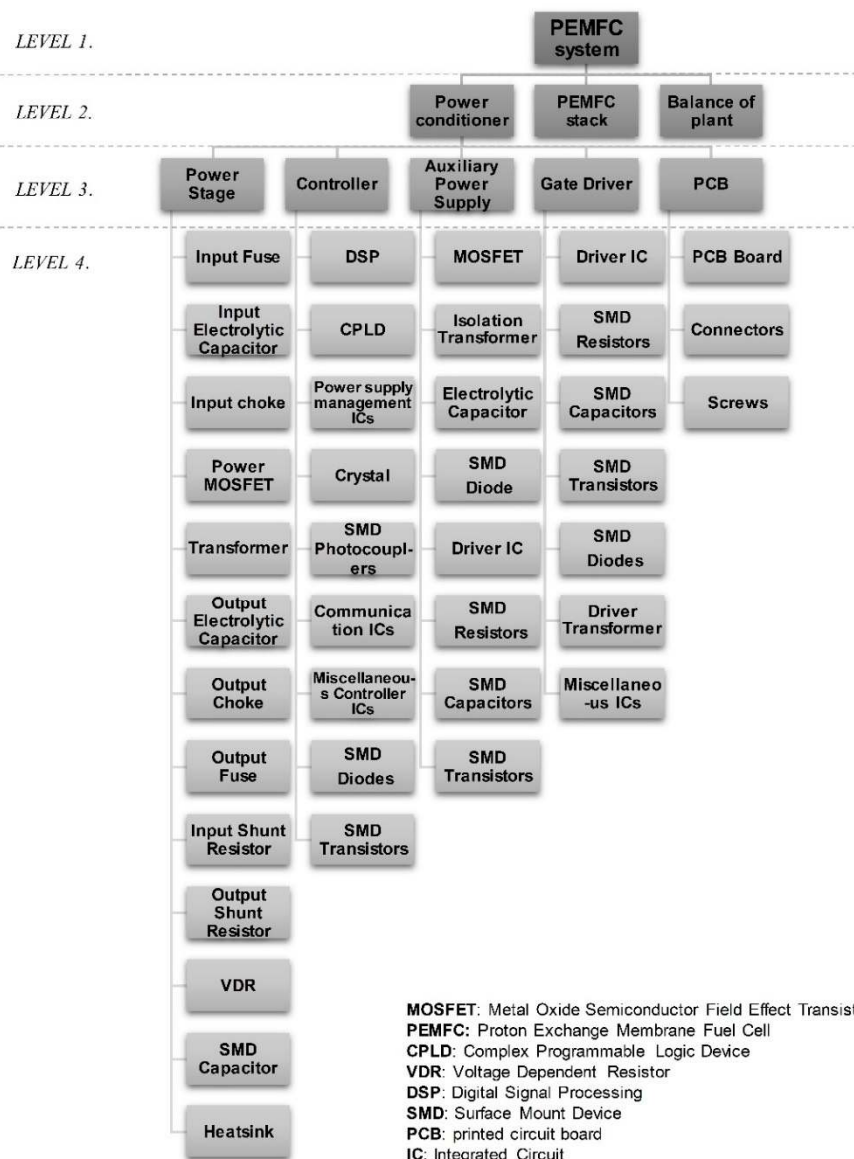 LEVEL 1.
PEMFC
system
LEVEL 2.
Power
conditioner
PEMFC
stack
Balance of
plant
LEVEL 3.
Power
Stage
Controller
Auxiliary
Power
Supply
Gate Driver
PCB
LEVEL 4.
Input Fuse
DSP
MOSFET
Driver IC
PCB Board
Input
Electrolytic
Capacitor
CPLD
Isolation
Transformer
SMD
Resistors
Connectors
Input choke
Power supply
management
ICs
Electrolytic
Capacitor
SMD
Capacitors
Screws
Power
MOSFET
Crystal
SMD
Diode
SMD
Transistors
Transformer
SMD
Photocoupl-
ers
Driver IC
SMD
Diodes
Output
Electrolytic
Capacitor
Communica
tion ICs
SMD
Resistors
Driver
Transformer
Output
Choke
Miscellaneou-
s Controller
ICs
SMD
Capacitors
Miscellaneo-
-us ICs
Output
Fuse
SMD
Diodes
SMD
Transistors
Input Shunt
Resistor
SMD
Transistors
Output
Shunt
Resistor
VDR
SMD
Capacitor
Heatsink
MOSFET: Metal Oxide Semiconductor Field Effect Transist
PEMFC: Proton Exchange Membrane Fuel Cell
CPLD: Complex Programmable Logic Device
VDR: Voltage Dependent Resistor
DSP: Digital Signal Processing
SMD: Surface Mount Device
PCB: printed circuit board
IC: Integrated Circuit